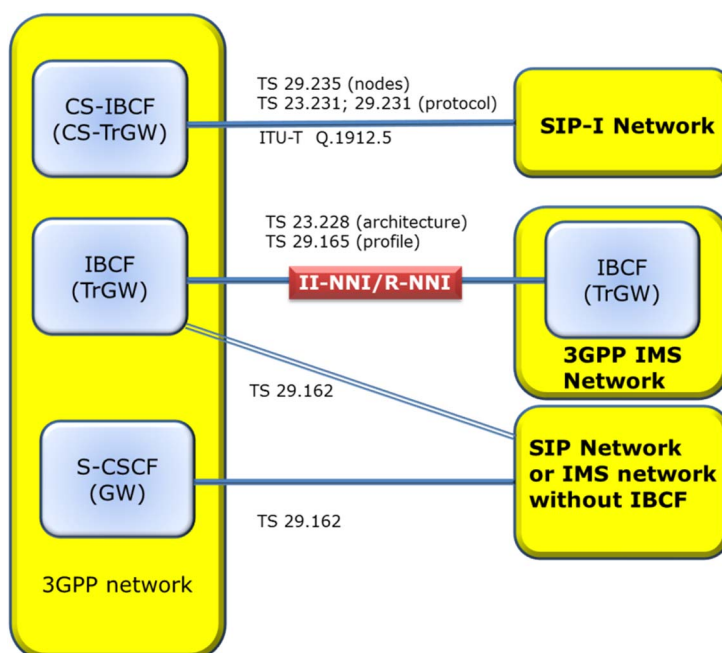 CS-IBCF
(CS-TrGW)
TS 29.235 (nodes)
TS 23.231; 29.231 (protocol)
ITU-T Q.1912.5
SIP-I Network
IBCF
(TrGW)
TS 23.228 (architecture)
TS 29.165 (profile)
II-NNI/R-NNI
IBCF
(TrGW)
3GPP IMS
Network
TS 29.162
S-CSCF
(GW)
TS 29.162
SIP Network
or IMS network
without IBCF
3GPP network